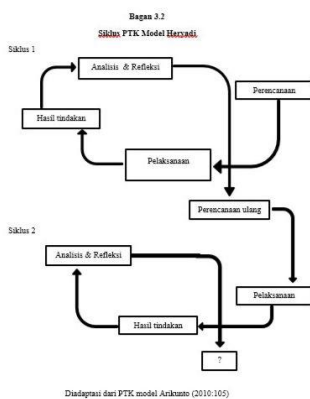 Bagan 3.2
Siklus PTK Model Heryadi
Siklus 1
Analisis & Refleksi
Perencanaan
Hasil tindakan
Pelaksanaan
Perencanaan ulang
Siklus 2
Analisis & Refleksi
Pelaksanaan
Hasil tindakan
?
Diadaptasi dari PTK model Arikunto (2010:105)